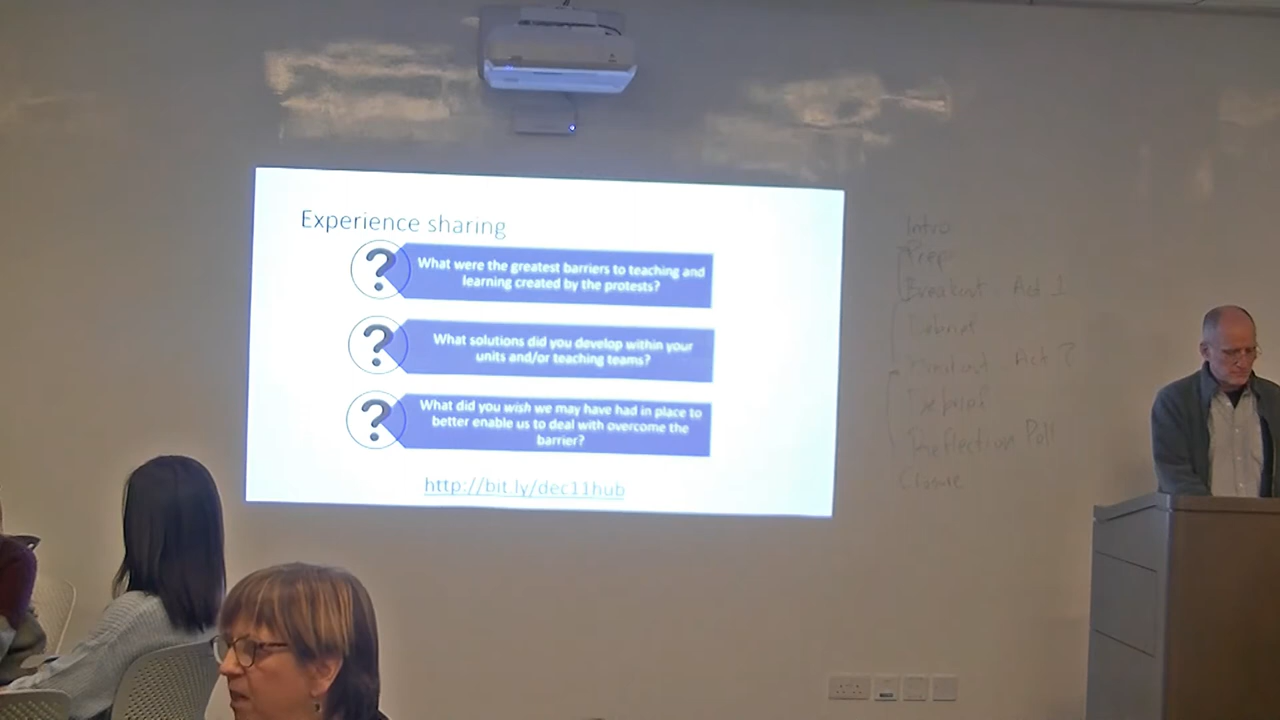 Experience sharing
What were the greatest barriers to teaching and
learning created by the protests?
What solutions did you develop within your
units and/or teaching teams?
What did you wish we may have had in place to
better enable us to deal with overcome the
barrier?
http://bit.ly/dec11hub
Intro
Prep
Breakout : Act 1
Debrief
Act 2
Debrief
Reflection Poll
Closure